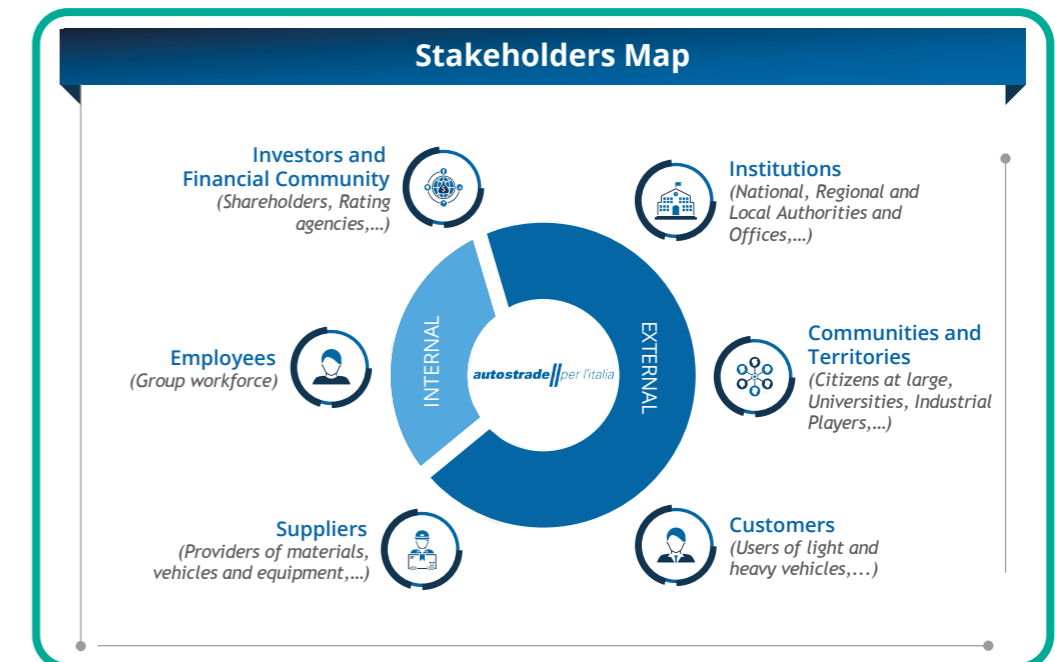 Stakeholders Map
Investors and
Financial Community
(Shareholders, Rating
agencies,...)
Institutions
(National, Regional and
Local Authorities and
Offices,...)
Employees
(Group workforce)
INTERNAL
autostrade//per l'italia
EXTERNAL
Communities and
Territories
(Citizens at large,
Universities, Industrial
Players,...)
Suppliers
(Providers of materials,
vehicles and equipment,...)
Customers
(Users of light and
heavy vehicles,...)